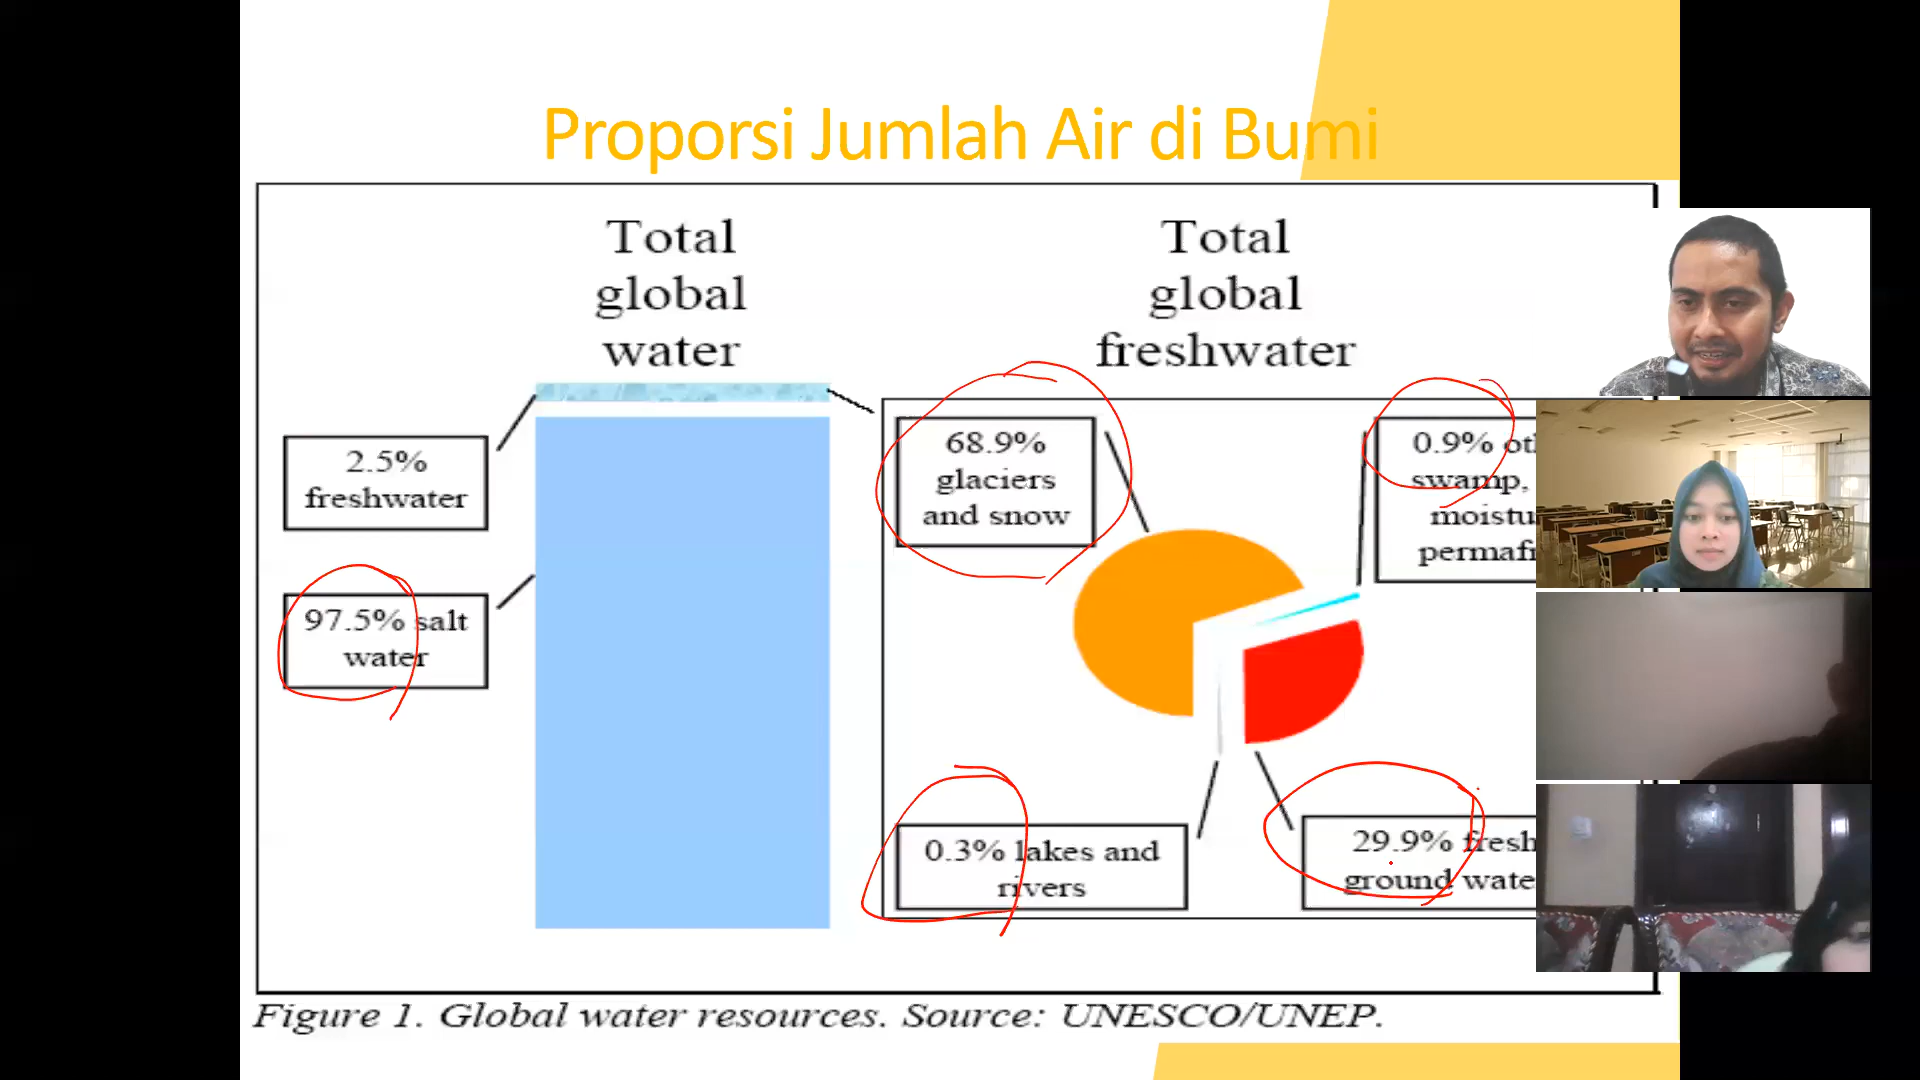 Proporsi Jumlah Air di Bumi
Total
global
water
Total
global
freshwater
2.5%
freshwater
97.5% salt
water
68.9%
glaciers
and snow
0.9%
swamp,
0.3% lakes and
rivers
29.9%
ground
Figure 1. Global water resources. Source: UNESCO/UNEP.